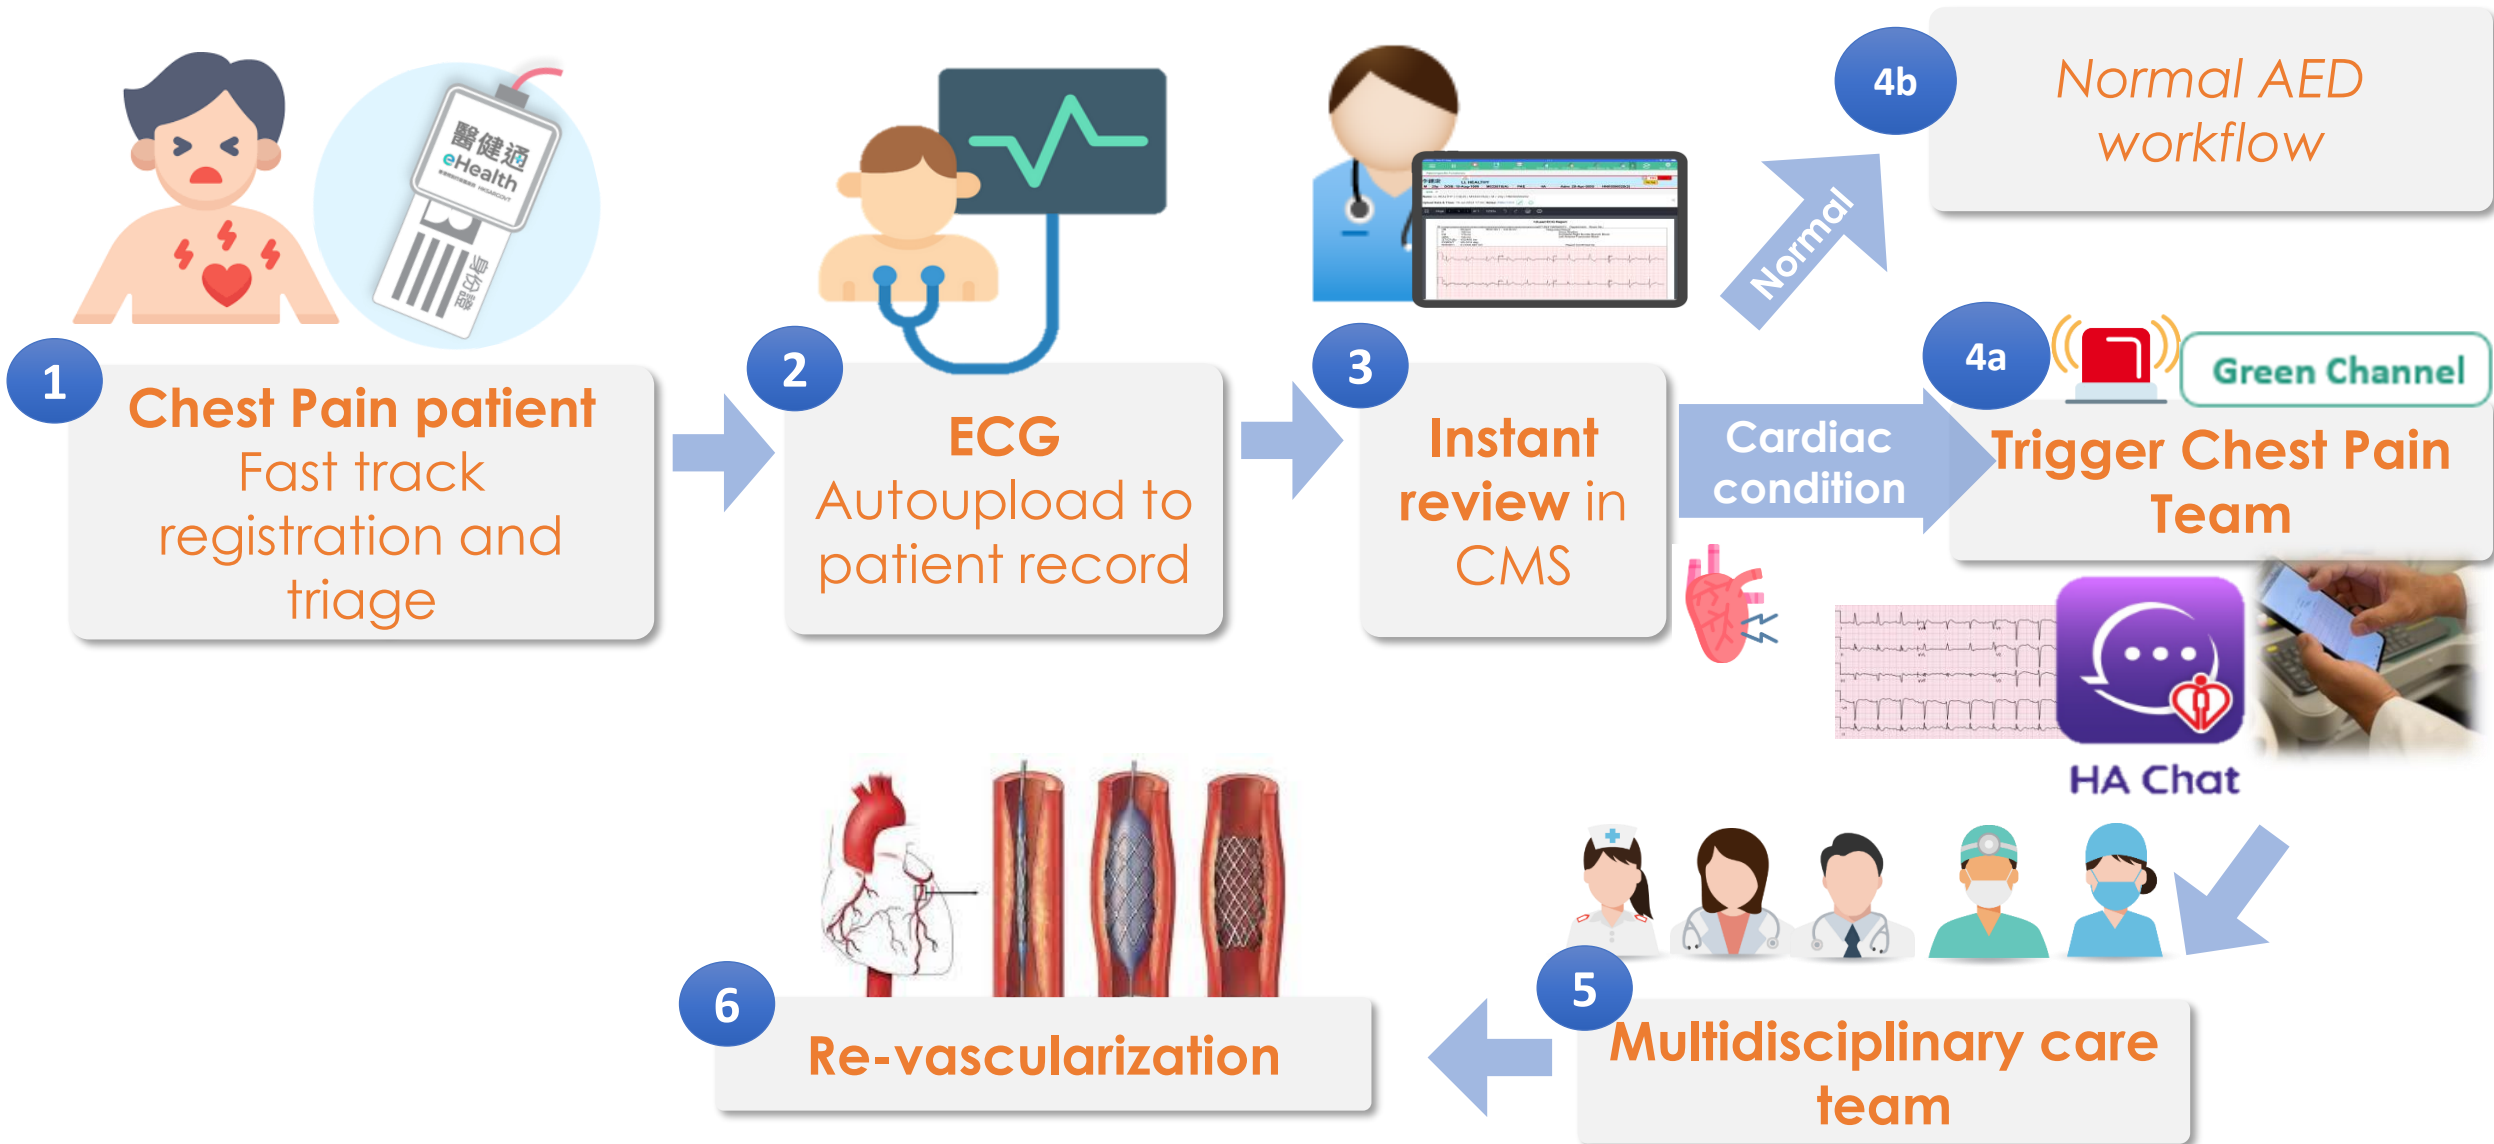 醫健通
eHealth
身份證
1
Chest Pain patient
Fast track
registration and
triage
2
ECG
Autoupload to
patient record
3
Instant
review in
CMS
Normal
4b
Normal AED
workflow
Cardiac
condition
4a
Green Channel
Trigger Chest Pain
Team
HA Chat
5
Multidisciplinary care
team
6
Re-vascularization